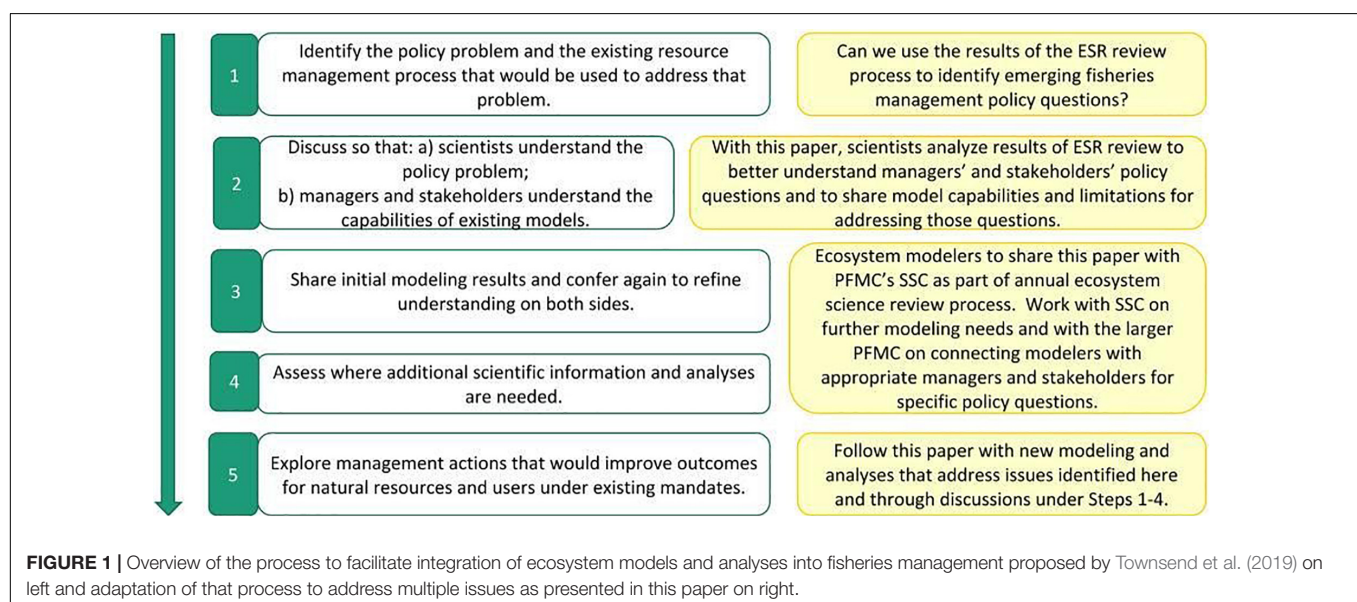 1
Identify the policy problem and the existing resource
management process that would be used to address that
problem.
Can we use the results of the ESR review
process to identify emerging fisheries
management policy questions?
2
Discuss so that: a) scientists understand the
policy problem;
b) managers and stakeholders understand the
capabilities of existing models.
With this paper, scientists analyze results of ESR review to
better understand managers' and stakeholders' policy
questions and to share model capabilities and limitations for
addressing those questions.
3
Share initial modeling results and confer again to refine
understanding on both sides.
4
Assess where additional scientific information and analyses
are needed.
Ecosystem modelers to share this paper with
PFMC's SSC as part of annual ecosystem
science review process. Work with SSC on
further modeling needs and with the larger
PFMC on connecting modelers with
appropriate managers and stakeholders for
specific policy questions.
5
Explore management actions that would improve outcomes
for natural resources and users under existing mandates.
Follow this paper with new modeling and
analyses that address issues identified here
and through discussions under Steps 1-4.
FIGURE 1 | Overview of the process to facilitate integration of ecosystem models and analyses into fisheries management proposed by Townsend et al. (2019) on
left and adaptation of that process to address multiple issues as presented in this paper on right.